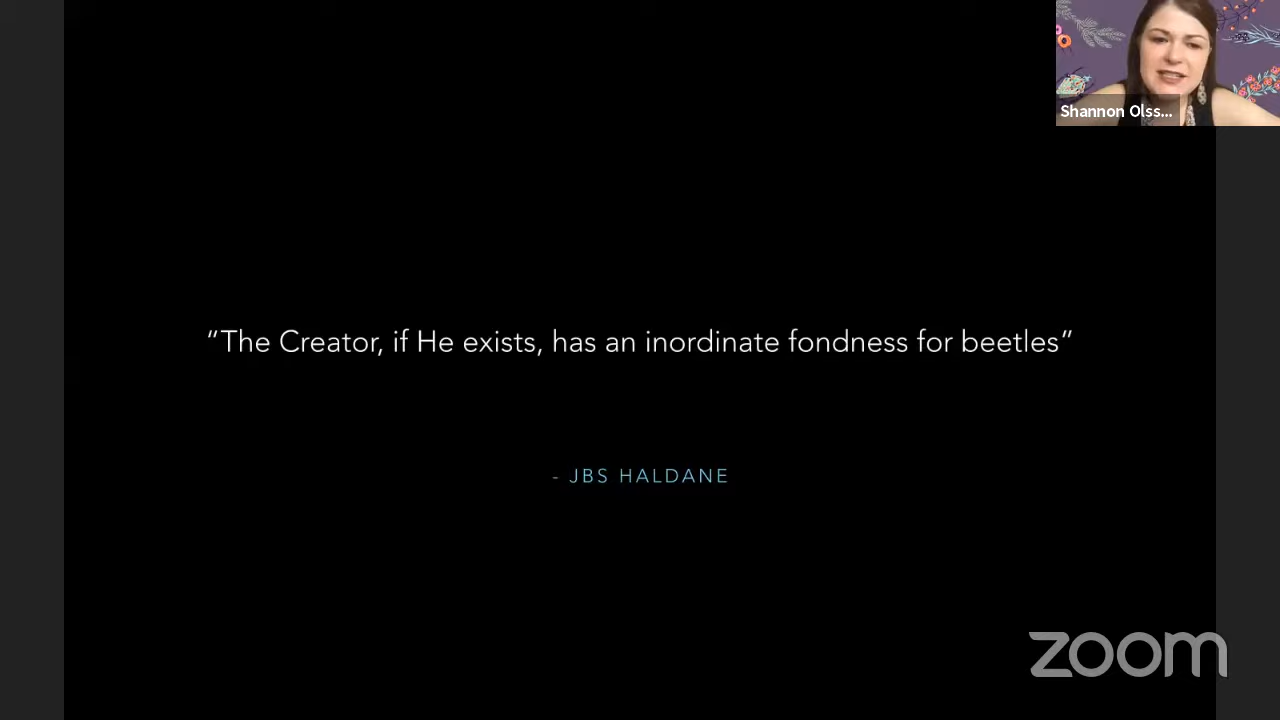 Shannon Olss...
“The Creator, if He exists, has an inordinate fondness for beetles”
- JBS HALDANE
zoom